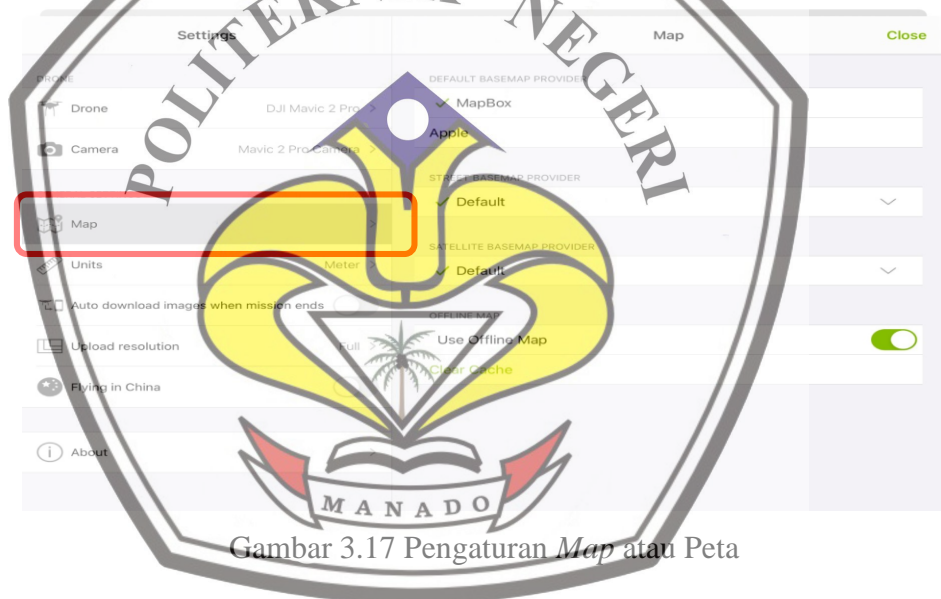 POLITEKNIK NEGERI
Settings
Map
Close
DRONE
DEFAULT BASEMAP PROVIDER
Drone
DJI Mavic 2 Pro
MapBox
Camera
Mavic 2 Pro Camera
Apple
STREET BASEMAP PROVIDER
Map
Default
SATELLITE BASEMAP PROVIDER
Units
Meter
Default
Auto download images when mission ends
OFFLINE MAP
Upload resolution
Full
Use Offline Map
Flying in China
Clear Cache
About
MANADO
Gambar 3.17 Pengaturan Map atau Peta